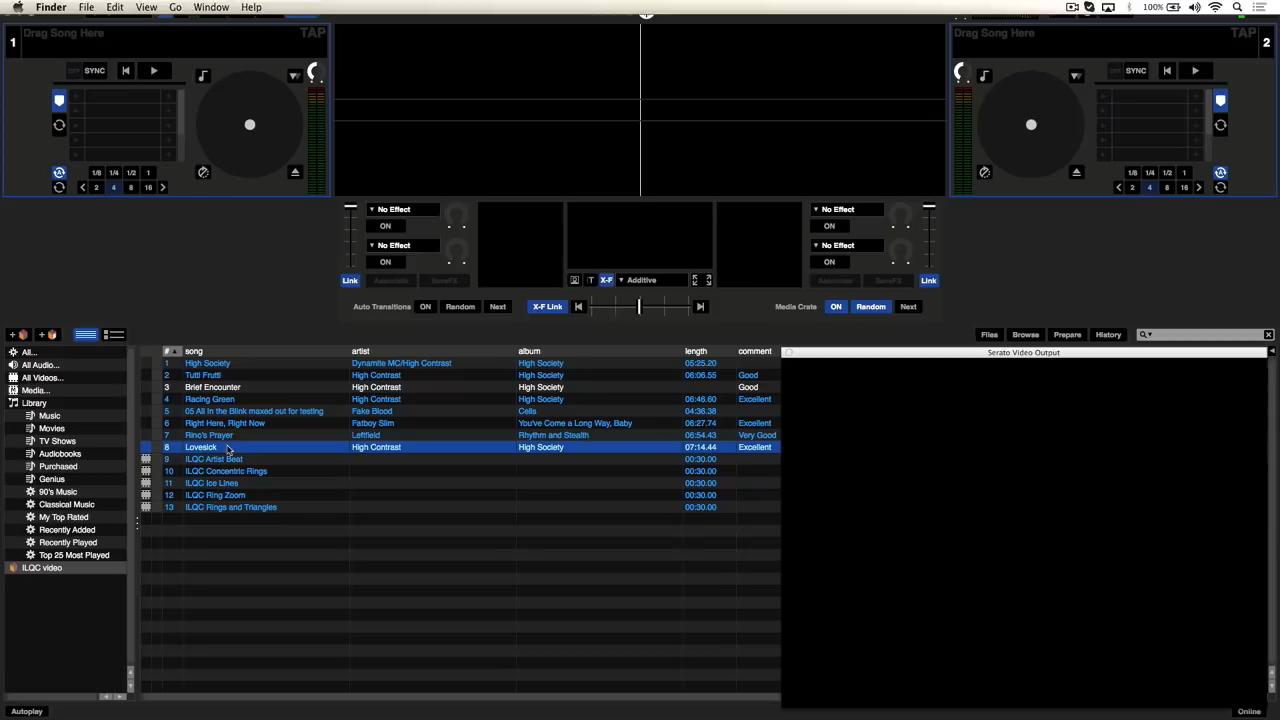 Finder File Edit View Go Window Help 100%
1 Drag Song Here TAP
Drag Song Here TAP 2
OFF SYNC
OFF SYNC
1/8 1/4 1/2 1
2 4 8 16
1/8 1/4 1/2 1
2 4 8 16
No Effect
ON
No Effect
ON
Link Associate SaveFX
T X-F Additive
No Effect
ON
No Effect
ON
Associate SaveFX Link
Auto Transitions ON Random Next X-F Link Media Crate ON Random Next
Files Browse Prepare History
All...
All Audio...
All Videos...
Media...
Library
Music
Movies
TV Shows
Audiobooks
Purchased
Genius
90's Music
Classical Music
My Top Rated
Recently Added
Recently Played
Top 25 Most Played
ILQC video
# song artist album length comment
1 High Society Dynamite MC/High Contrast High Society 05:25.20
2 Tutti Frutti High Contrast High Society 06:06.55 Good
3 Brief Encounter High Contrast High Society Good
4 Racing Green High Contrast High Society 06:46.60 Excellent
5 05 All In the Blink maxed out for testing Fake Blood Cells 04:36.38
6 Right Here, Right Now Fatboy Slim You've Come a Long Way, Baby 06:27.74 Excellent
7 Rino's Prayer Leftfield Rhythm and Stealth 06:54.43 Very Good
8 Lovesick High Contrast High Society 07:14.44 Excellent
9 ILQC Artist Beat 00:30.00
10 ILQC Concentric Rings 00:30.00
11 ILQC Ice Lines 00:30.00
12 ILQC Ring Zoom 00:30.00
13 ILQC Rings and Triangles 00:30.00
Serato Video Output
Autoplay
Online